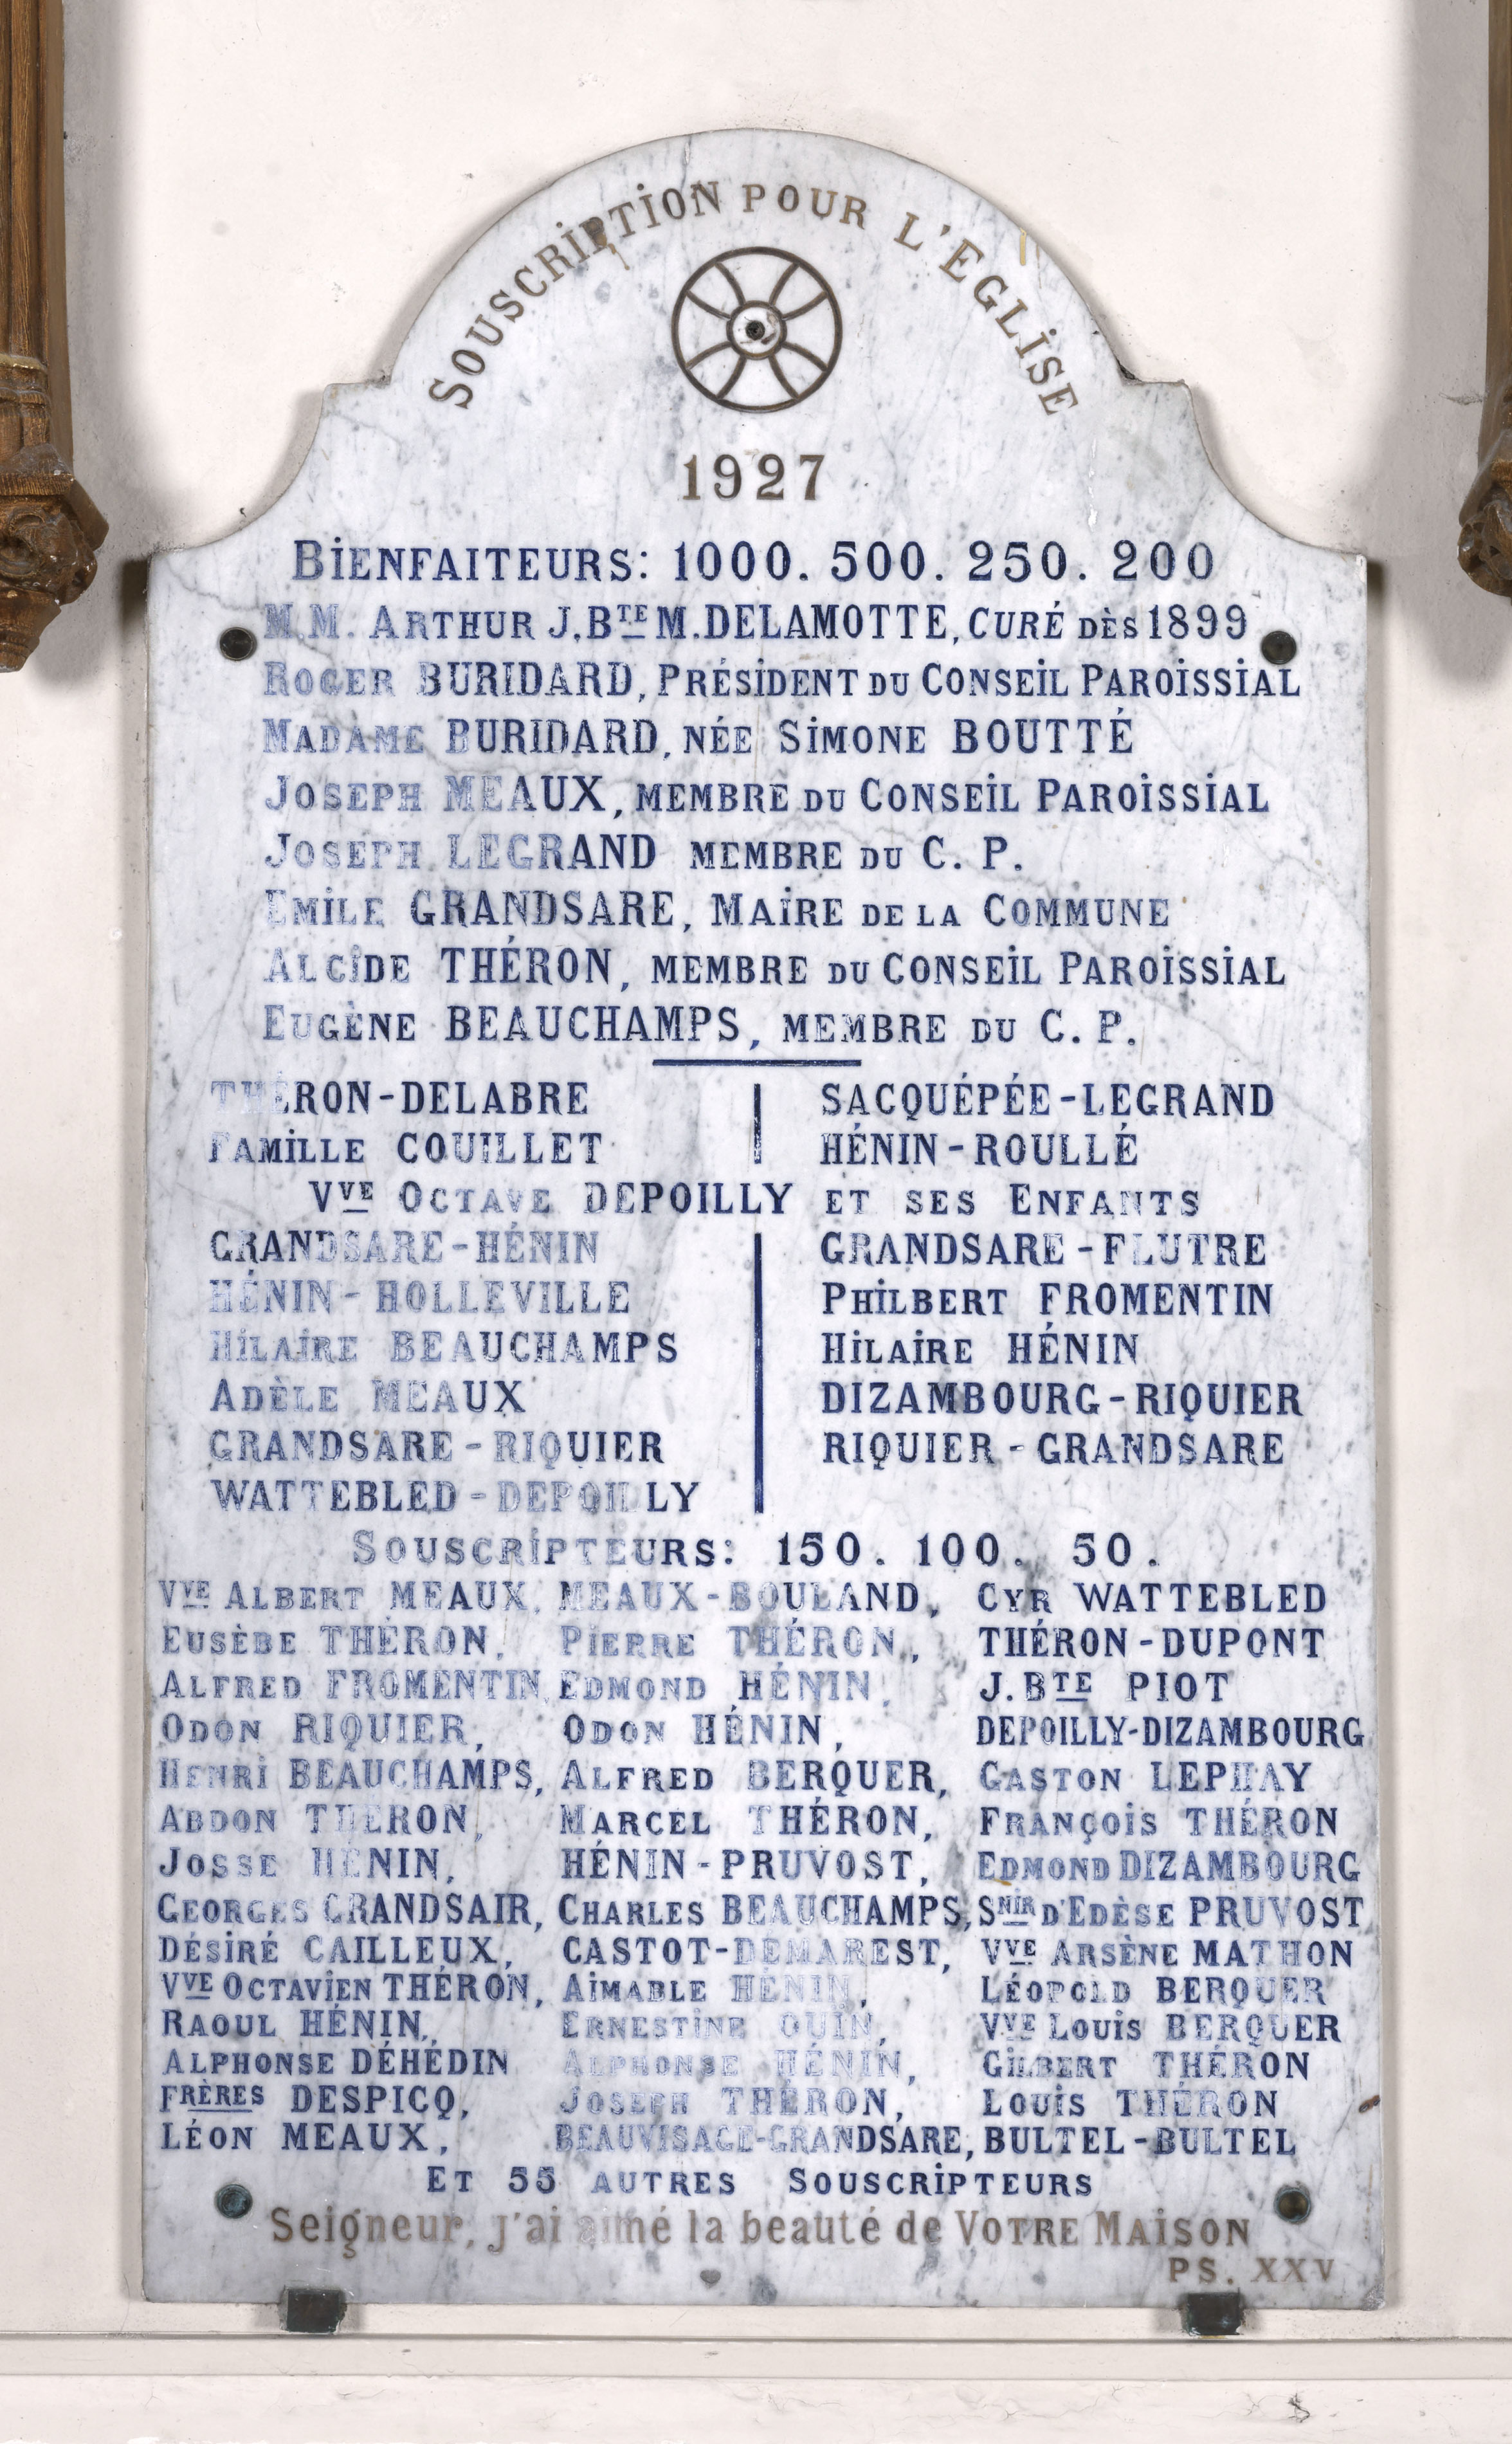 SOUSCRIPTION POUR L'EGLISE
1927
BIENFAITEURS: 1000. 500. 250. 200
M.M. ARTHUR J.BTE M. DELAMOTTE, CURÉ DÈS 1899
ROGER BURIDARD, PRÉSIDENT DU CONSEIL PAROISSIAL
MADAME BURIDARD, NÉE SIMONE BOUTTÉ
JOSEPH MEAUX, MEMBRE DU CONSEIL PAROISSIAL
JOSEPH LEGRAND MEMBRE DU C. P.
EMILE GRANDSARE, MAIRE DE LA COMMUNE
ALCIDE THÉRON, MEMBRE DU CONSEIL PAROISSIAL
EUGÈNE BEAUCHAMPS, MEMBRE DU C. P.
THÉRON-DELABRE SACQUÉPÉE-LEGRAND
FAMILLE COUILLET HÉNIN-ROULLÉ
VVE OCTAVE DEPOILLY ET SES ENFANTS
GRANDSARE-HÉNIN GRANDSARE-FLUTRE
HÉNIN-HOLLEVILLE PHILBERT FROMENTIN
HILAIRE BEAUCHAMPS HILAIRE HÉNIN
ADÈLE MEAUX DIZAMBOURG-RIQUIER
GRANDSARE-RIQUIER RIQUIER-GRANDSARE
WATTEBLED-DEPOILLY
SOUSCRIPTEURS: 150. 100. 50.
VVE ALBERT MEAUX, MEAUX-BOULAND, CYR WATTEBLED
EUSÈBE THÉRON, PIERRE THÉRON, THÉRON-DUPONT
ALFRED FROMENTIN, EDMOND HÉNIN, J.BTE PIOT
ODON RIQUIER, ODON HÉNIN, DEPOILLY-DIZAMBOURG
HENRI BEAUCHAMPS, ALFRED BERQUER, GASTON LEPHAY
ABDON THÉRON, MARCEL THÉRON, FRANÇOIS THÉRON
JOSSE HÉNIN, HÉNIN-PRUVOST, EDMOND DIZAMBOURG
GEORGES GRANDSAIR, CHARLES BEAUCHAMPS, SNIR D'EDÈSE PRUVOST
DÉSIRÉ CAILLEUX, CASTOT-DEMAREST, VVE ARSÈNE MATHON
VVE OCTAVIEN THÉRON, AIMABLE HÉNIN, LÉOPOLD BERQUER
RAOUL HÉNIN, ERNESTINE OUIN, VVE LOUIS BERQUER
ALPHONSE DÉHÉDIN ALPHONSE HÉNIN, GILBERT THÉRON
FRÈRES DESPICQ, JOSEPH THÉRON, LOUIS THÉRON
LÉON MEAUX, BEAUVISAGE-GRANDSARE, BULTEL-BULTEL
ET 55 AUTRES SOUSCRIPTEURS
Seigneur, j'ai aimé la beauté de VOTRE MAISON
PS. XXV